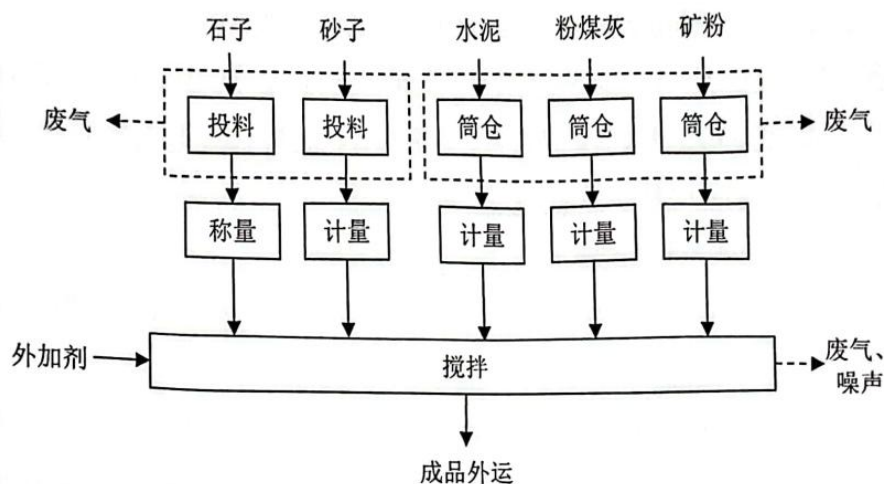 石子 砂子 水泥 粉煤灰 矿粉
废气 投料 投料 筒仓 筒仓 筒仓 废气
称量 计量 计量 计量 计量
外加剂 搅拌 废气、
噪声
成品外运